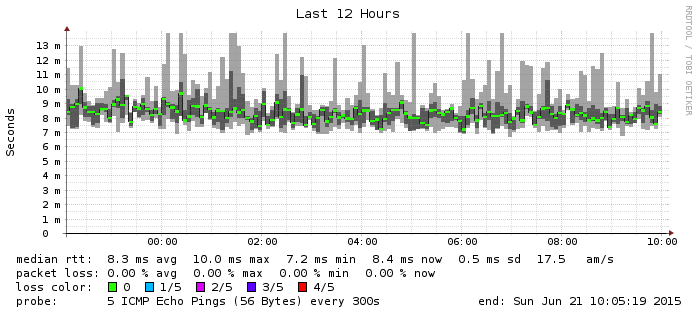 Last 12 Hours
RRDTOOL / TOBI OETIKER
Seconds
13 m
12 m
11 m
10 m
9 m
8 m
7 m
6 m
5 m
4 m
3 m
2 m
1 m
0
00:00 02:00 04:00 06:00 08:00 10:00
median rtt: 8.3 ms avg 10.0 ms max 7.2 ms min 8.4 ms now 0.5 ms sd 17.5 am/s
packet loss: 0.00 % avg 0.00 % max 0.00 % min 0.00 % now
loss color: 0 1/5 2/5 3/5 4/5
probe: 5 ICMP Echo Pings (56 Bytes) every 300s end: Sun Jun 21 10:05:19 2015